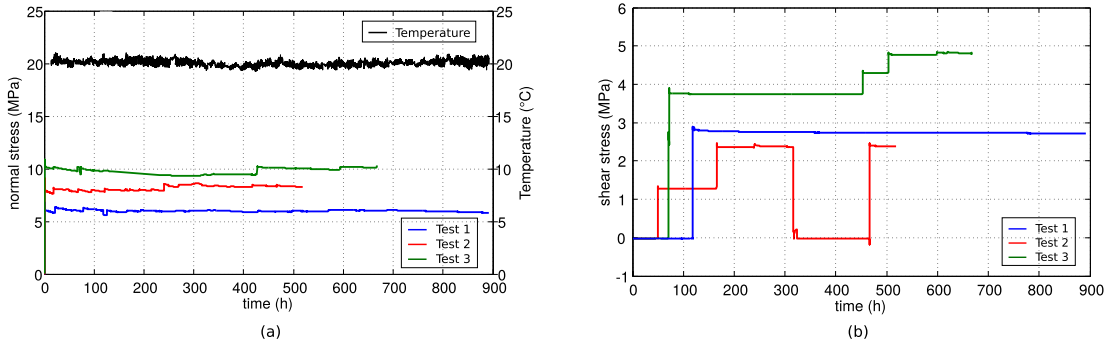 25
20
15
10
5
0
normal stress (MPa)
0 100 200 300 400 500 600 700 800 900
time (h)
25
20
15
10
5
0
Temperature (°C)
Temperature
Test 1
Test 2
Test 3
(a)
6
5
4
3
2
1
0
-1
shear stress (MPa)
0 100 200 300 400 500 600 700 800 900
time (h)
Test 1
Test 2
Test 3
(b)